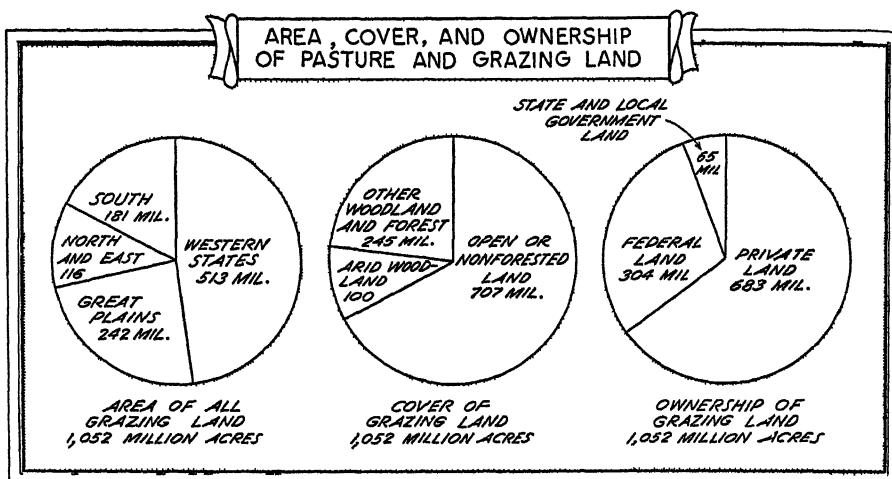 AREA, COVER, AND OWNERSHIP
OF PASTURE AND GRAZING LAND
SOUTH
181 MIL.
NORTH
AND EAST
116
GREAT
PLAINS
242 MIL.
WESTERN
STATES
513 MIL.
AREA OF ALL
GRAZING LAND
1,052 MILLION ACRES
OTHER
WOODLAND
AND FOREST
245 MIL.
ARID WOOD-
LAND
100
OPEN OR
NONFORESTED
LAND
707 MIL.
COVER OF
GRAZING LAND
1,052 MILLION ACRES
STATE AND LOCAL
GOVERNMENT
LAND
65
MIL
FEDERAL
LAND
304 MIL
PRIVATE
LAND
683 MIL.
OWNERSHIP OF
GRAZING LAND
1,052 MILLION ACRES